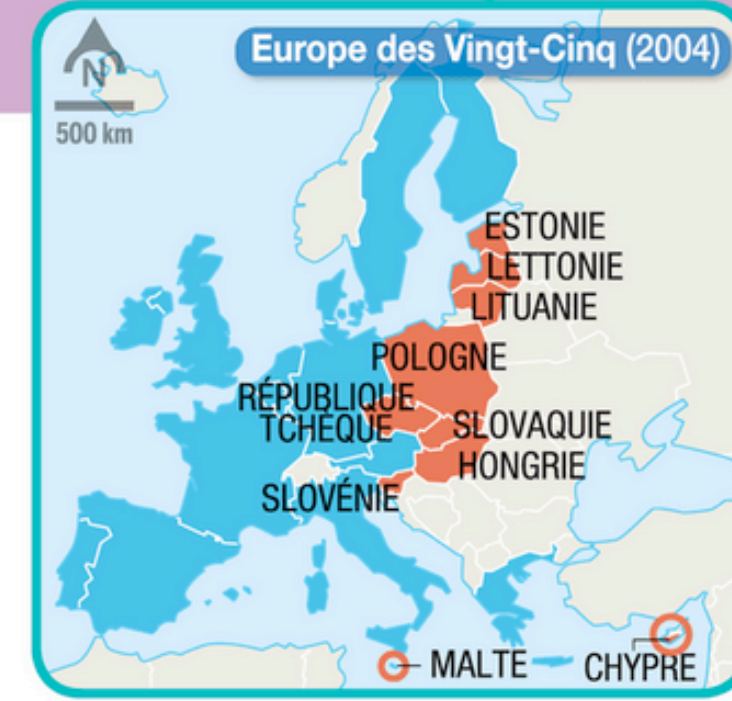 Europe des Vingt-Cinq (2004)
N
500 km
ESTONIE
LETTONIE
LITUANIE
POLOGNE
RÉPUBLIQUE
TCHÈQUE
SLOVAQUIE
HONGRIE
SLOVÉNIE
MALTE
CHYPRE